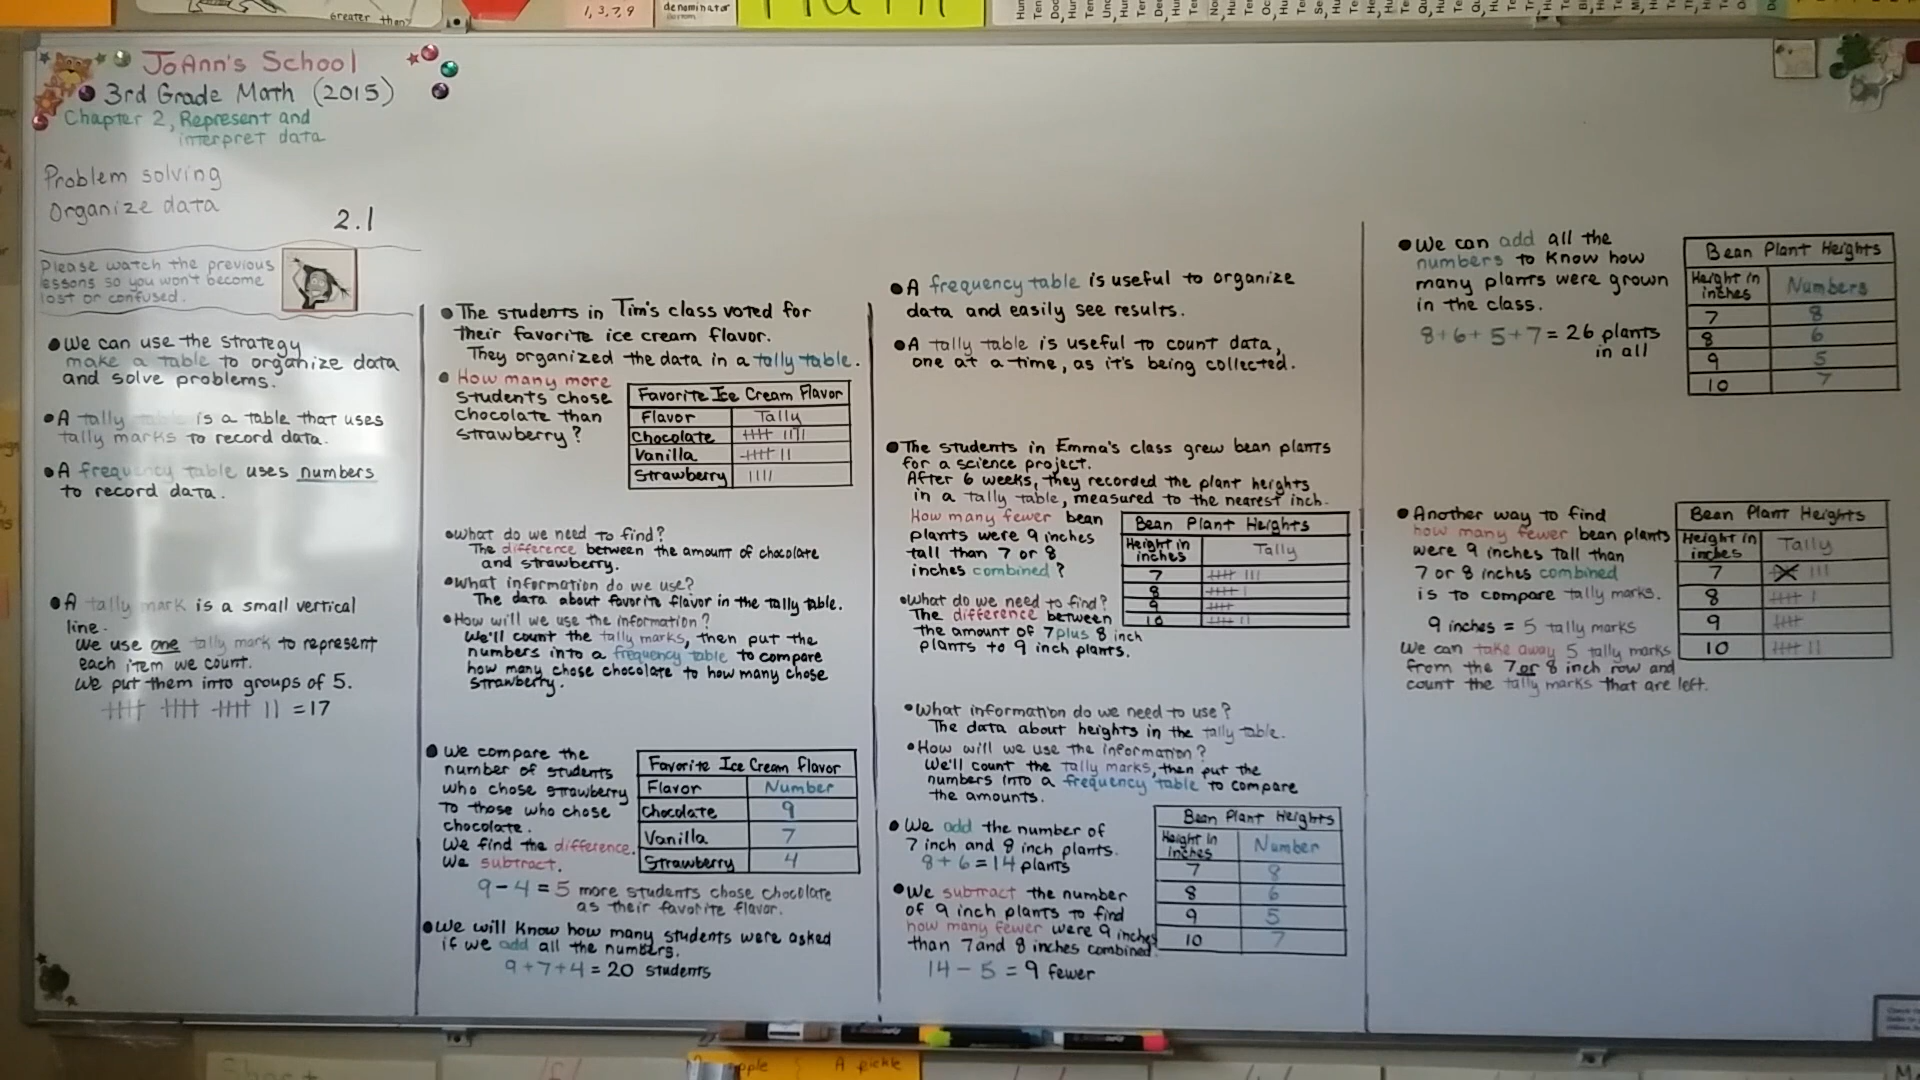 greater than?
1, 3, 7, 9
denominator
JoAnn's School
3rd Grade Math (2015)
Chapter 2, Represent and
interpret data
Problem solving
Organize data
2.1
Please watch the previous
lessons so you won't become
lost or confused.
We can use the strategy
make a table to organize data
and solve problems.
A tally table is a table that uses
tally marks to record data.
A frequency table uses numbers
to record data.
A tally mark is a small vertical
line.
We use one tally mark to represent
each item we count.
We put them into groups of 5.
= 17
The students in Tim's class voted for
their favorite ice cream flavor.
They organized the data in a tally table.
How many more
students chose
chocolate than
strawberry?
Favorite Ice Cream Flavor
Flavor Tally
Chocolate
Vanilla
Strawberry
What do we need to find?
The difference between the amount of chocolate
and strawberry.
What information do we use?
The data about favorite flavor in the tally table.
How will we use the information?
We'll count the tally marks, then put the
numbers into a frequency table to compare
how many chose chocolate to how many chose
strawberry.
We compare the
number of students
who chose strawberry
to those who chose
chocolate.
We find the difference.
We subtract.
Favorite Ice Cream Flavor
Flavor Number
Chocolate 9
Vanilla 7
Strawberry 4
9 - 4 = 5 more students chose chocolate
as their favorite flavor.
We will know how many students were asked
if we add all the numbers.
9 + 7 + 4 = 20 students
A frequency table is useful to organize
data and easily see results.
A tally table is useful to count data,
one at a time, as it's being collected.
The students in Emma's class grew bean plants
for a science project.
After 6 weeks, they recorded the plant heights
in a tally table, measured to the nearest inch.
How many fewer bean
plants were 9 inches
tall than 7 or 8
inches combined?
Bean Plant Heights
Height in inches Tally
7
8
9
10
What do we need to find?
The difference between
the amount of 7 plus 8 inch
plants to 9 inch plants.
What information do we need to use?
The data about heights in the tally table.
How will we use the information?
We'll count the tally marks, then put the
numbers into a frequency table to compare
the amounts.
We add the number of
7 inch and 8 inch plants.
8 + 6 = 14 plants
We subtract the number
of 9 inch plants to find
how many fewer were 9 inches
than 7 and 8 inches combined.
14 - 5 = 9 fewer
Bean Plant Heights
Height in inches Number
7 8
8 6
9 5
10 7
We can add all the
numbers to know how
many plants were grown
in the class.
8 + 6 + 5 + 7 = 26 plants
in all
Bean Plant Heights
Height in inches Numbers
7 8
8 6
9 5
10 7
Another way to find
how many fewer bean plants
were 9 inches tall than
7 or 8 inches combined
is to compare tally marks.
9 inches = 5 tally marks
We can take away 5 tally marks
from the 7 or 8 inch row and
count the tally marks that are left.
Bean Plant Heights
Height in inches Tally
7
8
9
10
A pickle